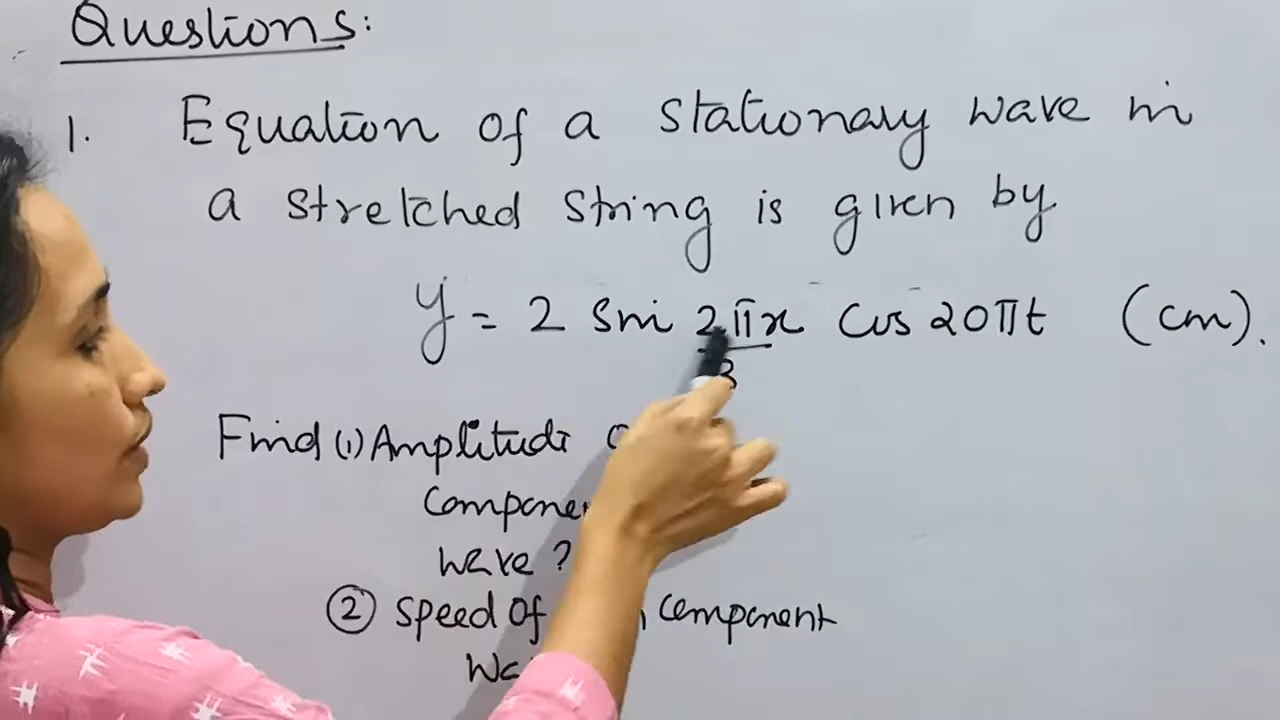 Questions:
1. Equation of a stationary wave in
a stretched string is given by
y = 2 sin 2πx cos 20πt (cm).
3
Find (1) Amplitude
wave?
② Speed of component